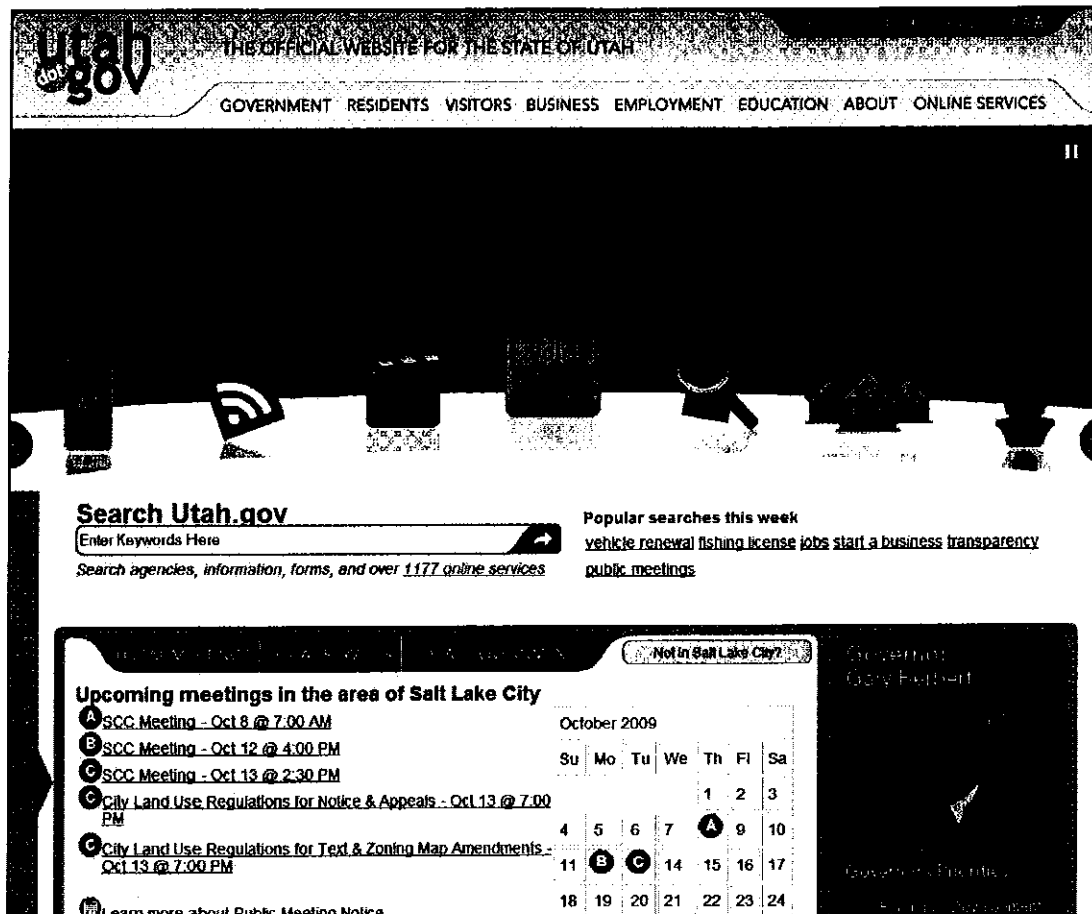 utah
dot
gov
THE OFFICIAL WEBSITE FOR THE STATE OF UTAH
GOVERNMENT RESIDENTS VISITORS BUSINESS EMPLOYMENT EDUCATION ABOUT ONLINE SERVICES
Search Utah.gov
Enter Keywords Here
Search agencies, information, forms, and over 1177 online services
Popular searches this week
vehicle renewal fishing license jobs start a business transparency
public meetings
Not in Salt Lake City?
Upcoming meetings in the area of Salt Lake City
A SCC Meeting - Oct 8 @ 7:00 AM
B SCC Meeting - Oct 12 @ 4:00 PM
C SCC Meeting - Oct 13 @ 2:30 PM
C City Land Use Regulations for Notice & Appeals - Oct 13 @ 7:00
PM
C City Land Use Regulations for Text & Zoning Map Amendments -
Oct 13 @ 7:00 PM
Learn more about Public Meeting Notice
October 2009
Su Mo Tu We Th Fi Sa
1 2 3
4 5 6 7 A 9 10
11 B C 14 15 16 17
18 19 20 21 22 23 24
Governor
Gary Herbert
Governor's Priorities